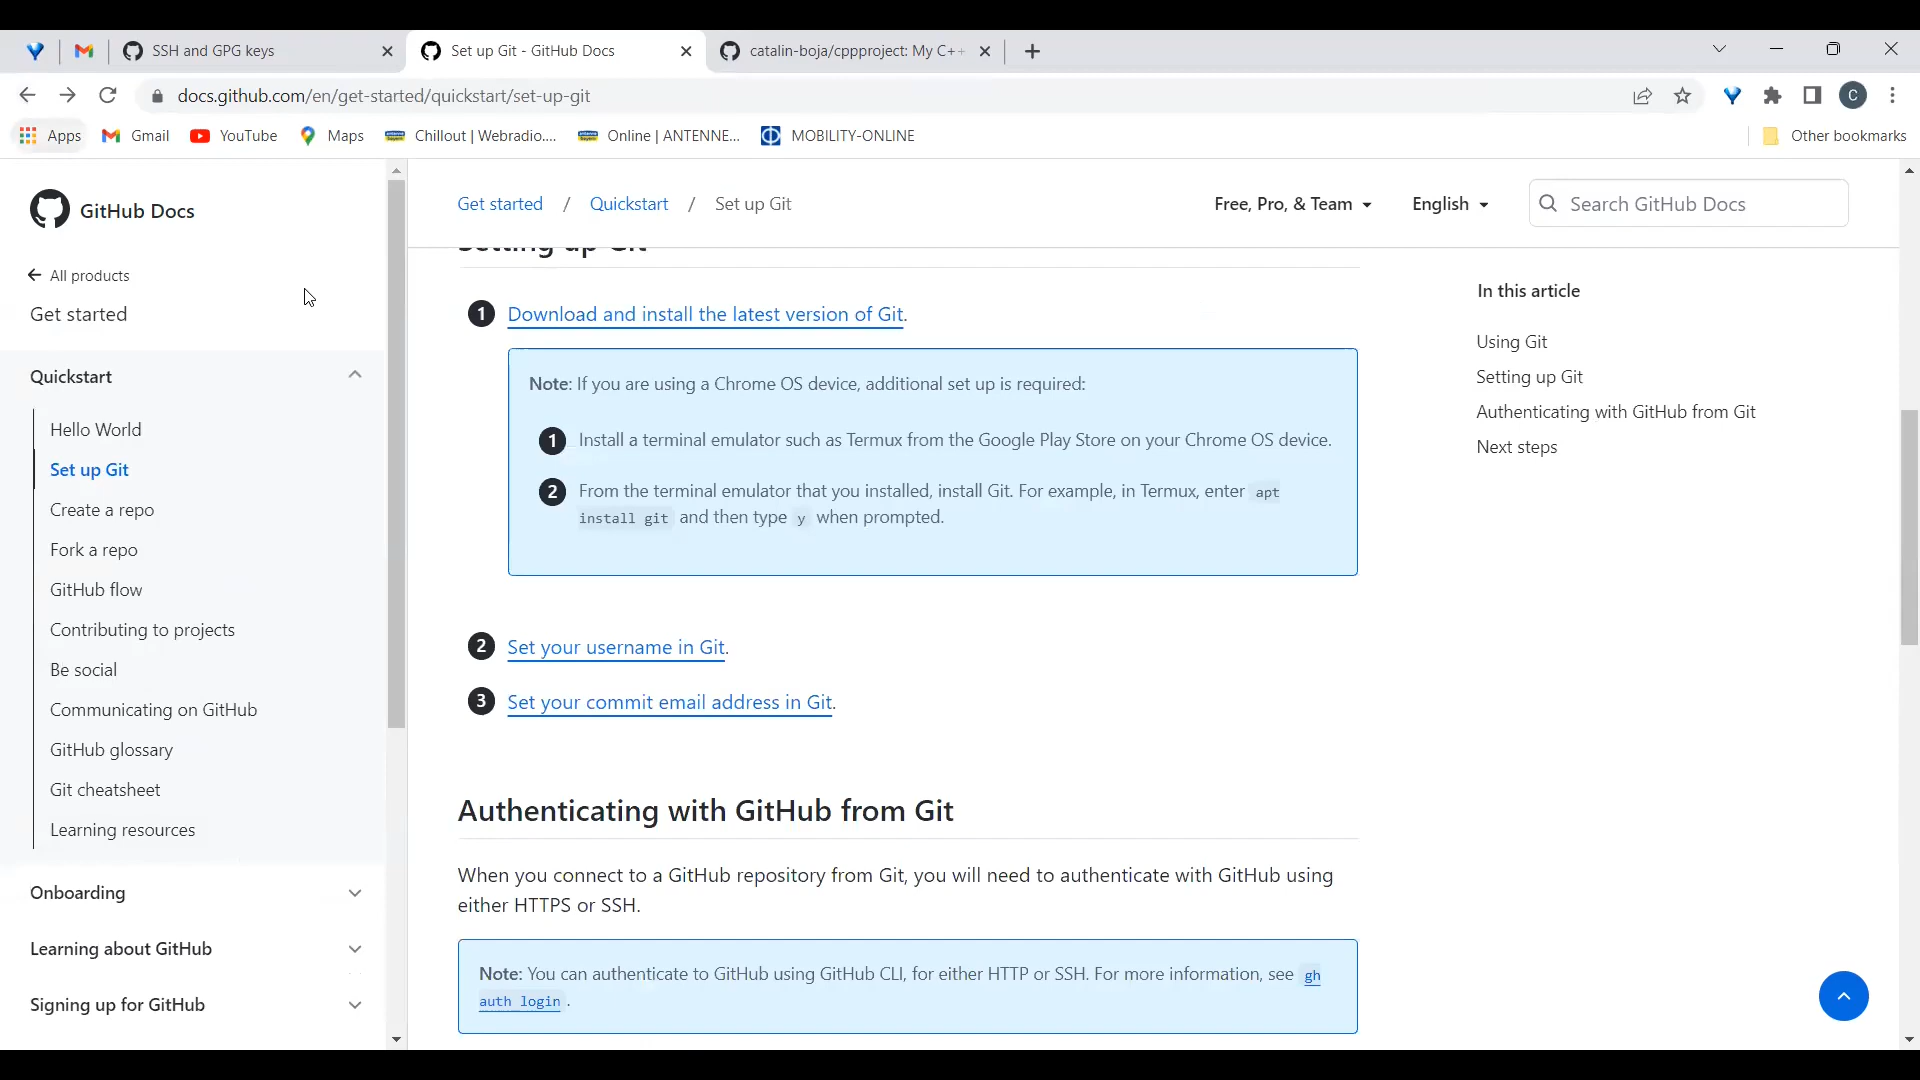 SSH and GPG keys
Set up Git - GitHub Docs
catalin-boja/cppproject: My C++
docs.github.com/en/get-started/quickstart/set-up-git
C
Apps
Gmail
YouTube
Maps
Chillout | Webradio....
Online | ANTENNE...
MOBILITY-ONLINE
Other bookmarks
GitHub Docs
All products
Get started
Quickstart
Hello World
Set up Git
Create a repo
Fork a repo
GitHub flow
Contributing to projects
Be social
Communicating on GitHub
GitHub glossary
Git cheatsheet
Learning resources
Onboarding
Learning about GitHub
Signing up for GitHub
Get started / Quickstart / Set up Git
Free, Pro, & Team
English
Search GitHub Docs
Setting up Git
1 Download and install the latest version of Git.
Note: If you are using a Chrome OS device, additional set up is required:
1 Install a terminal emulator such as Termux from the Google Play Store on your Chrome OS device.
2 From the terminal emulator that you installed, install Git. For example, in Termux, enter apt
install git and then type y when prompted.
2 Set your username in Git.
3 Set your commit email address in Git.
Authenticating with GitHub from Git
When you connect to a GitHub repository from Git, you will need to authenticate with GitHub using
either HTTPS or SSH.
Note: You can authenticate to GitHub using GitHub CLI, for either HTTP or SSH. For more information, see gh
auth login .
In this article
Using Git
Setting up Git
Authenticating with GitHub from Git
Next steps